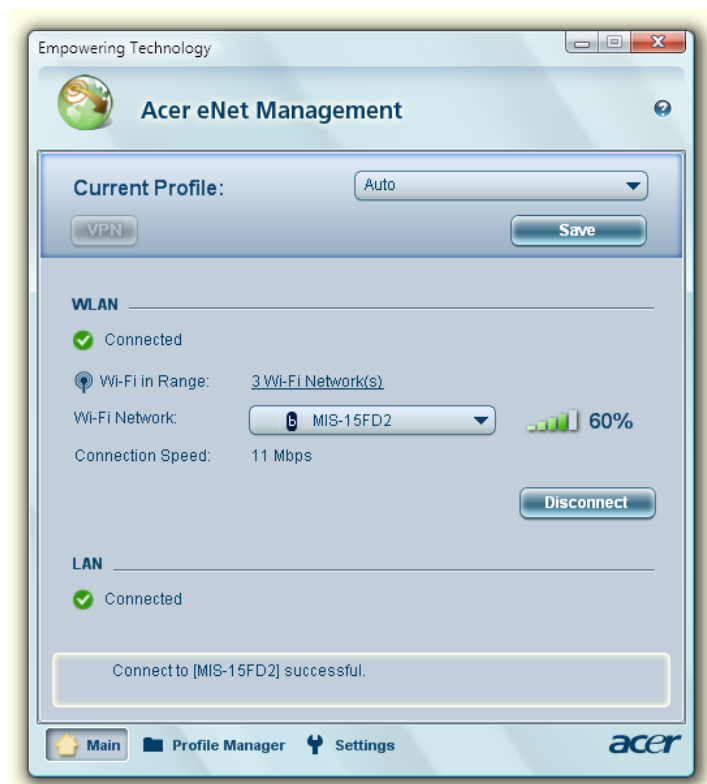 Empowering Technology
Acer eNet Management
Current Profile:
Auto
VPN
Save
WLAN
Connected
Wi-Fi in Range:
3 Wi-Fi Network(s)
Wi-Fi Network:
b MIS-15FD2
60%
Connection Speed:
11 Mbps
Disconnect
LAN
Connected
Connect to [MIS-15FD2] successful.
Main
Profile Manager
Settings
acer